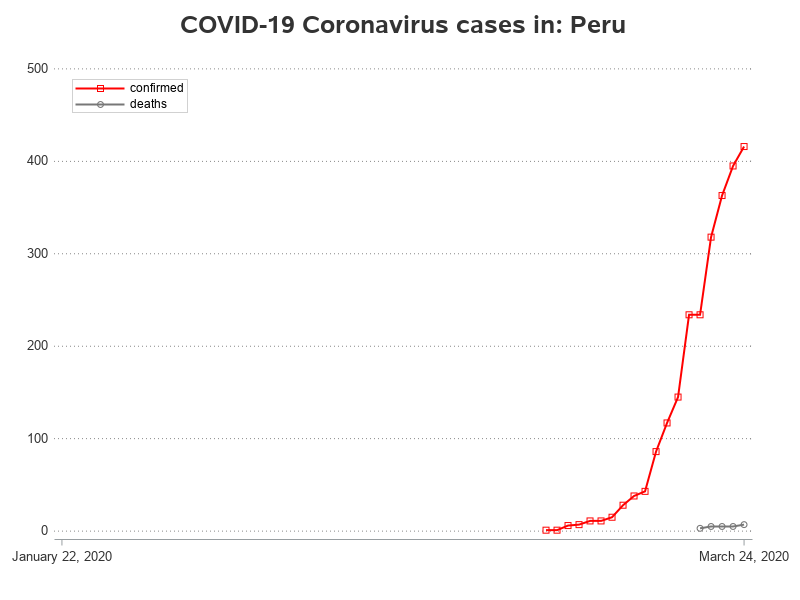 COVID-19 Coronavirus cases in: Peru
500
confirmed
deaths
400
300
200
100
0
January 22, 2020
March 24, 2020